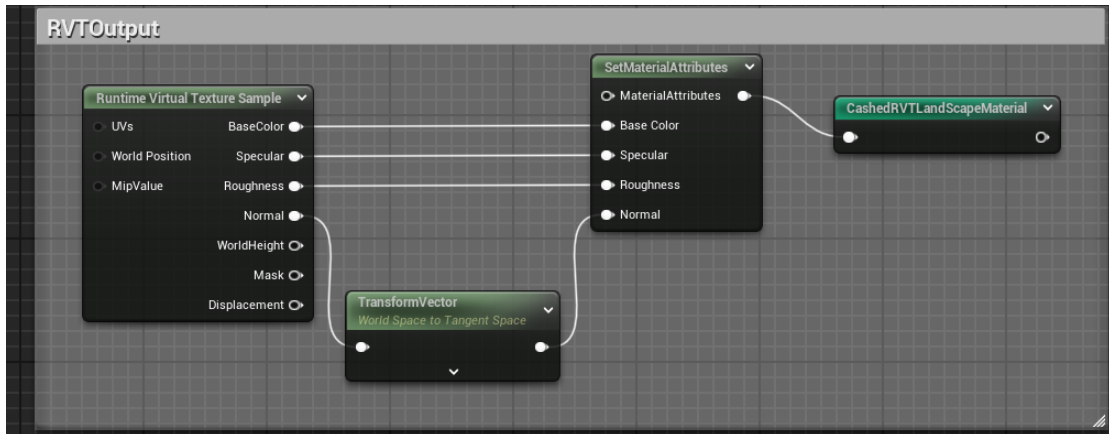 RVTOutput
Runtime Virtual Texture Sample
UVs
BaseColor
World Position
Specular
MipValue
Roughness
Normal
WorldHeight
Mask
Displacement
TransformVector
World Space to Tangent Space
SetMaterialAttributes
MaterialAttributes
Base Color
Specular
Roughness
Normal
CashedRVTLandScapeMaterial